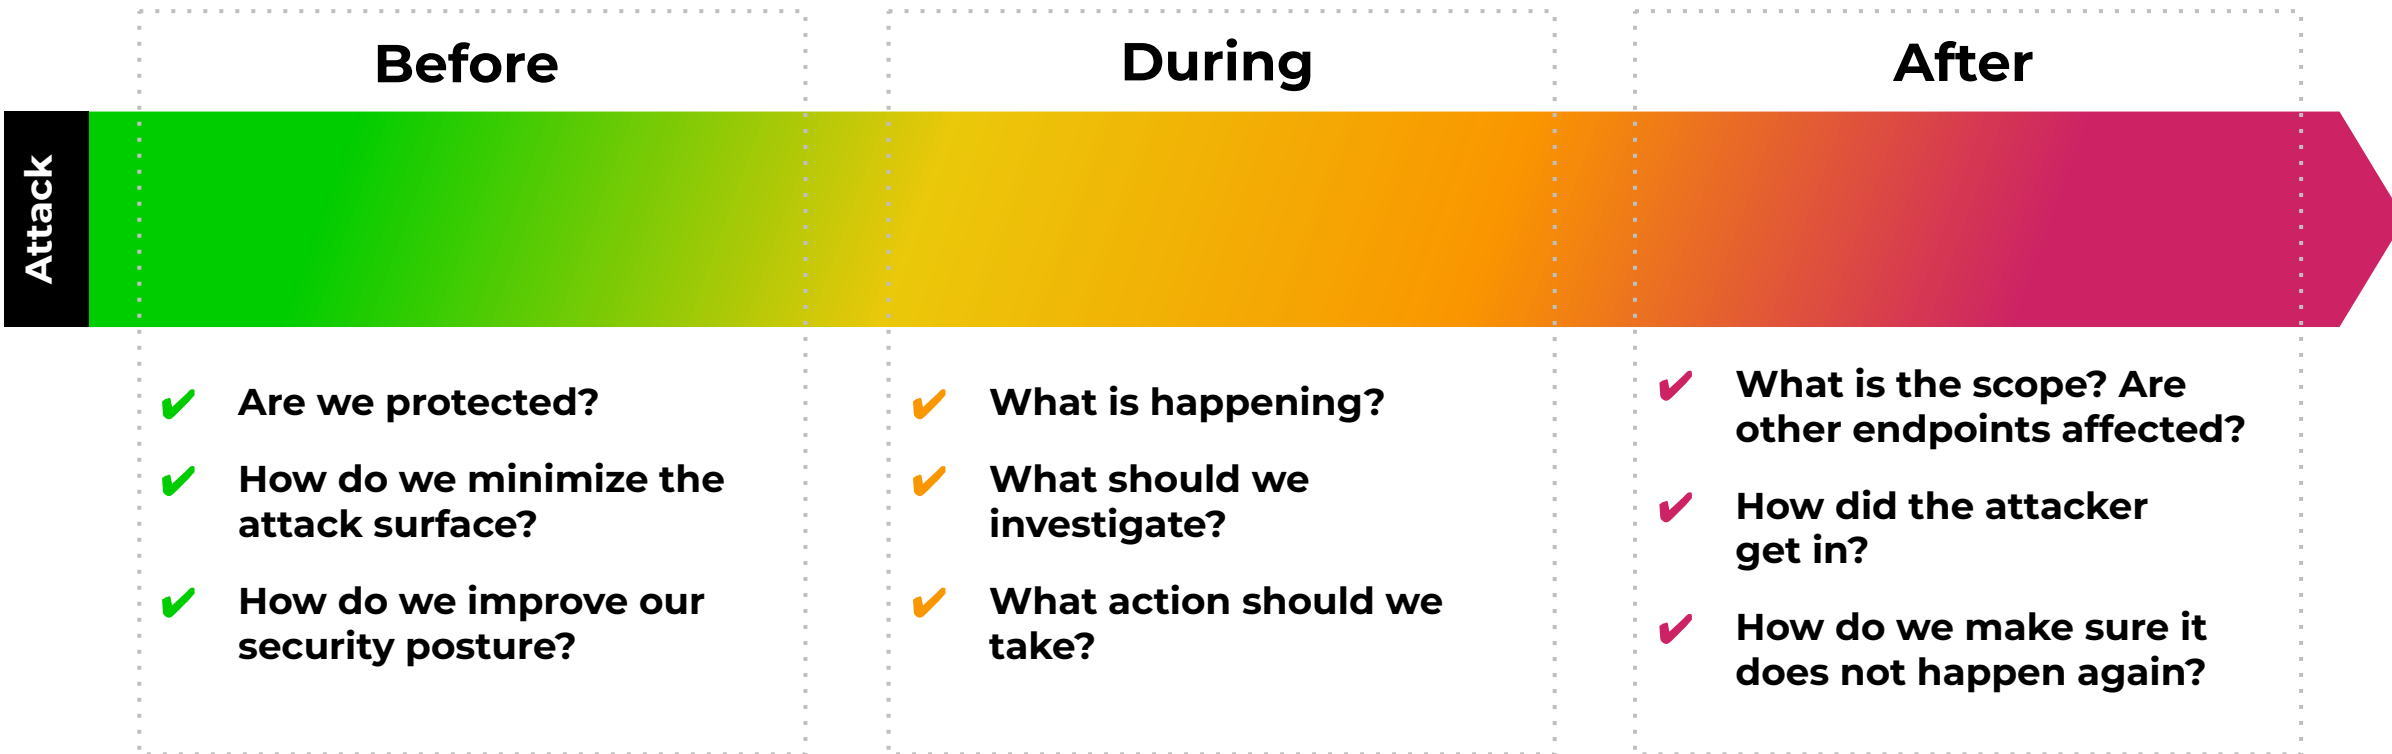 Before
During
After
Attack
Are we protected?
How do we minimize the
attack surface?
How do we improve our
security posture?
What is happening?
What should we
investigate?
What action should we
take?
What is the scope? Are
other endpoints affected?
How did the attacker
get in?
How do we make sure it
does not happen again?